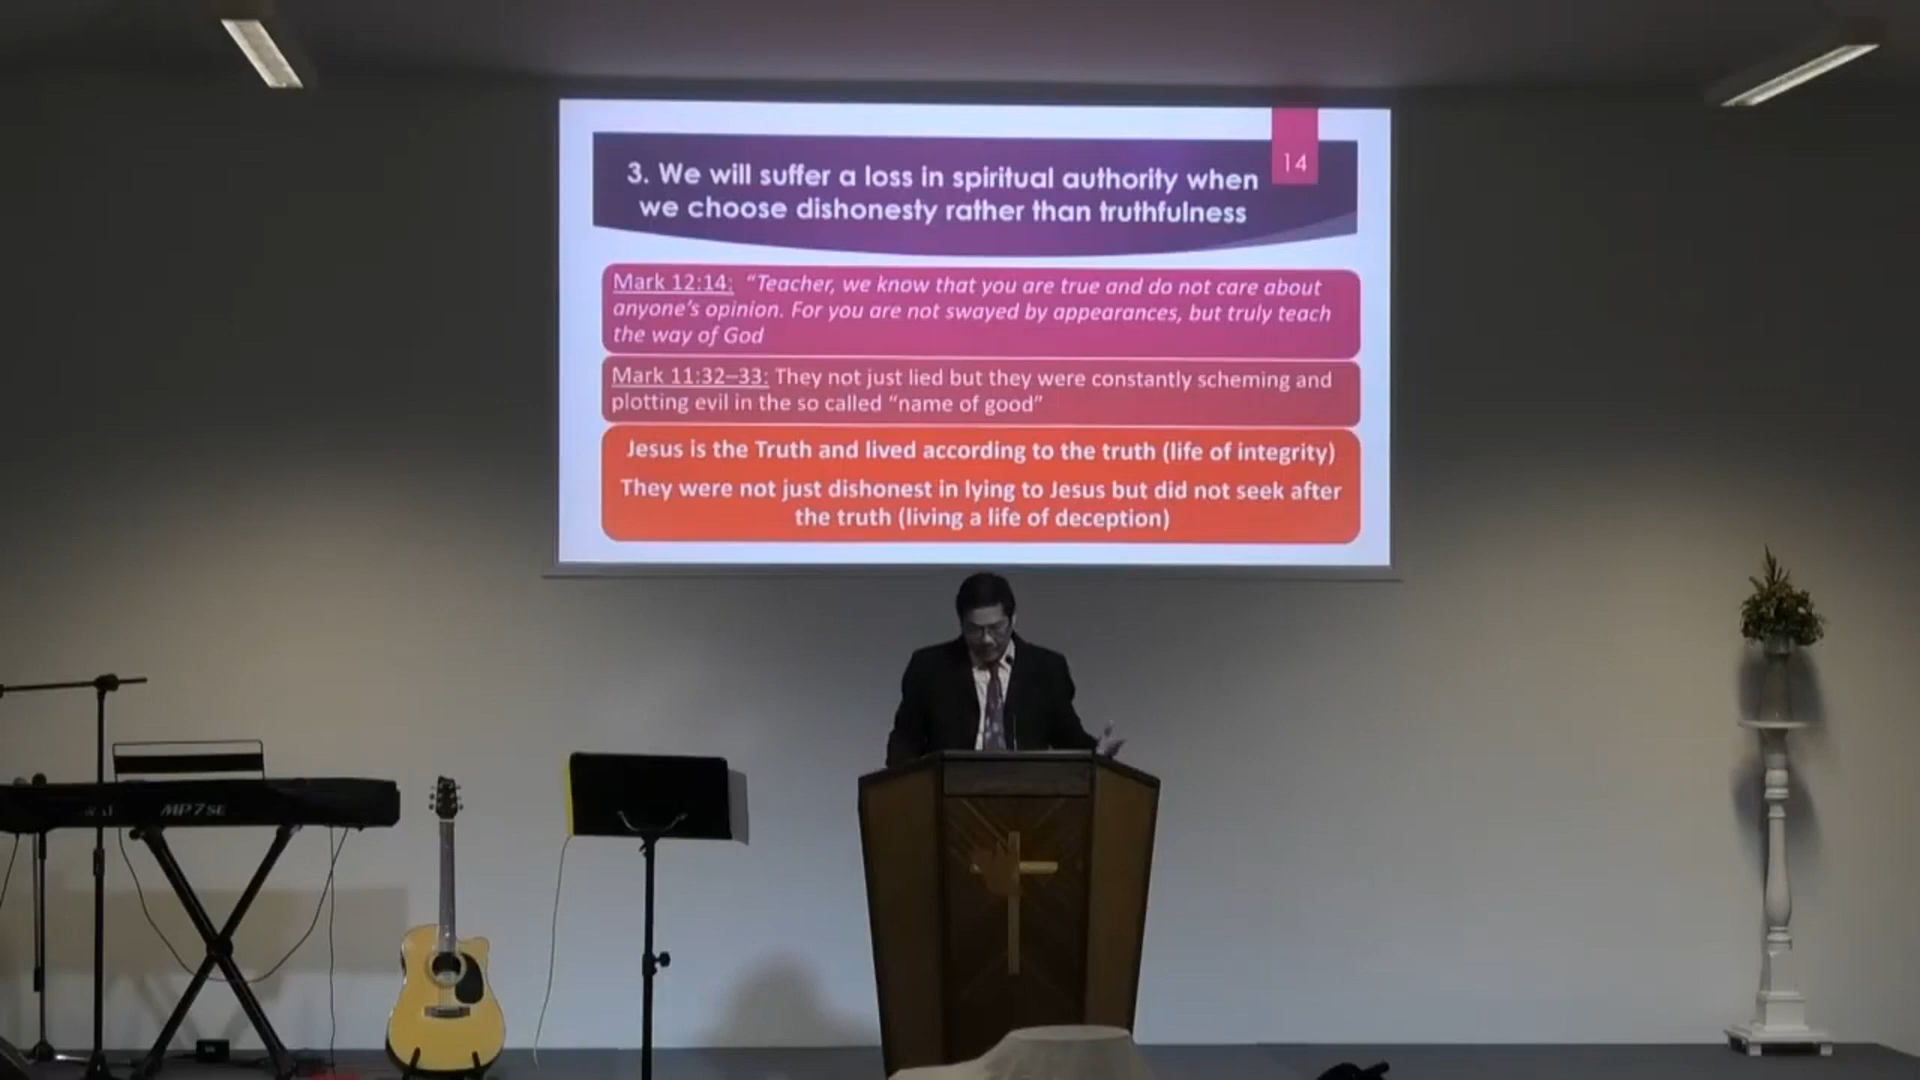 14
3. We will suffer a loss in spiritual authority when
we choose dishonesty rather than truthfulness
Mark 12:14: “Teacher, we know that you are true and do not care about
anyone’s opinion. For you are not swayed by appearances, but truly teach
the way of God
Mark 11:32–33: They not just lied but they were constantly scheming and
plotting evil in the so called “name of good”
Jesus is the Truth and lived according to the truth (life of integrity)
They were not just dishonest in lying to Jesus but did not seek after
the truth (living a life of deception)
MP7SE